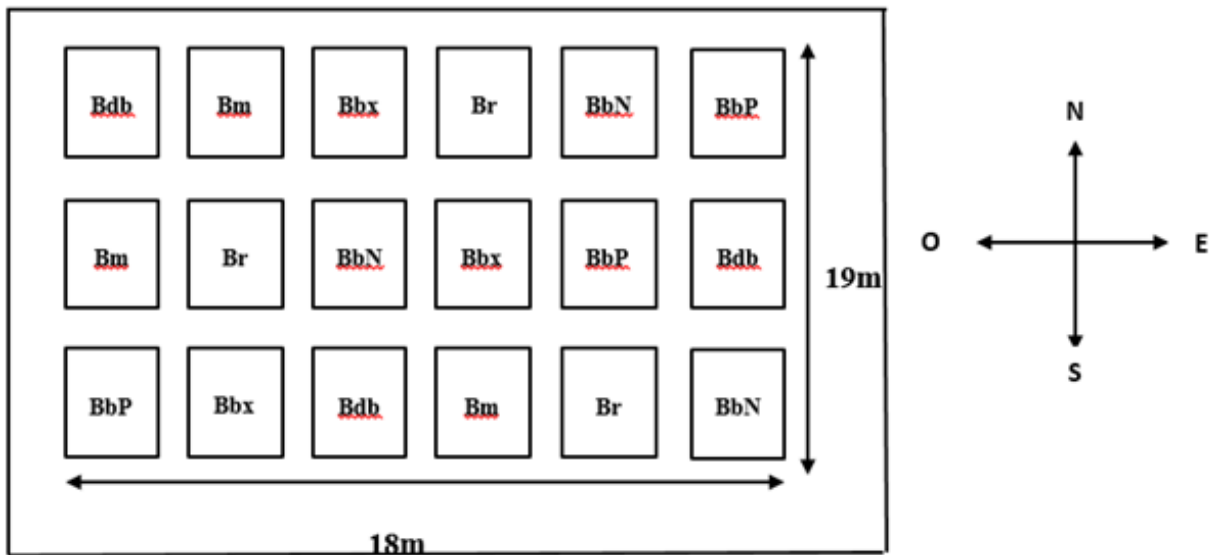 Bdb Bm Bbx Br BbN BbP
N
Bm Br BbN Bbx BbP Bdb
O E
19m
S
BbP Bbx Bdb Bm Br BbN
18m